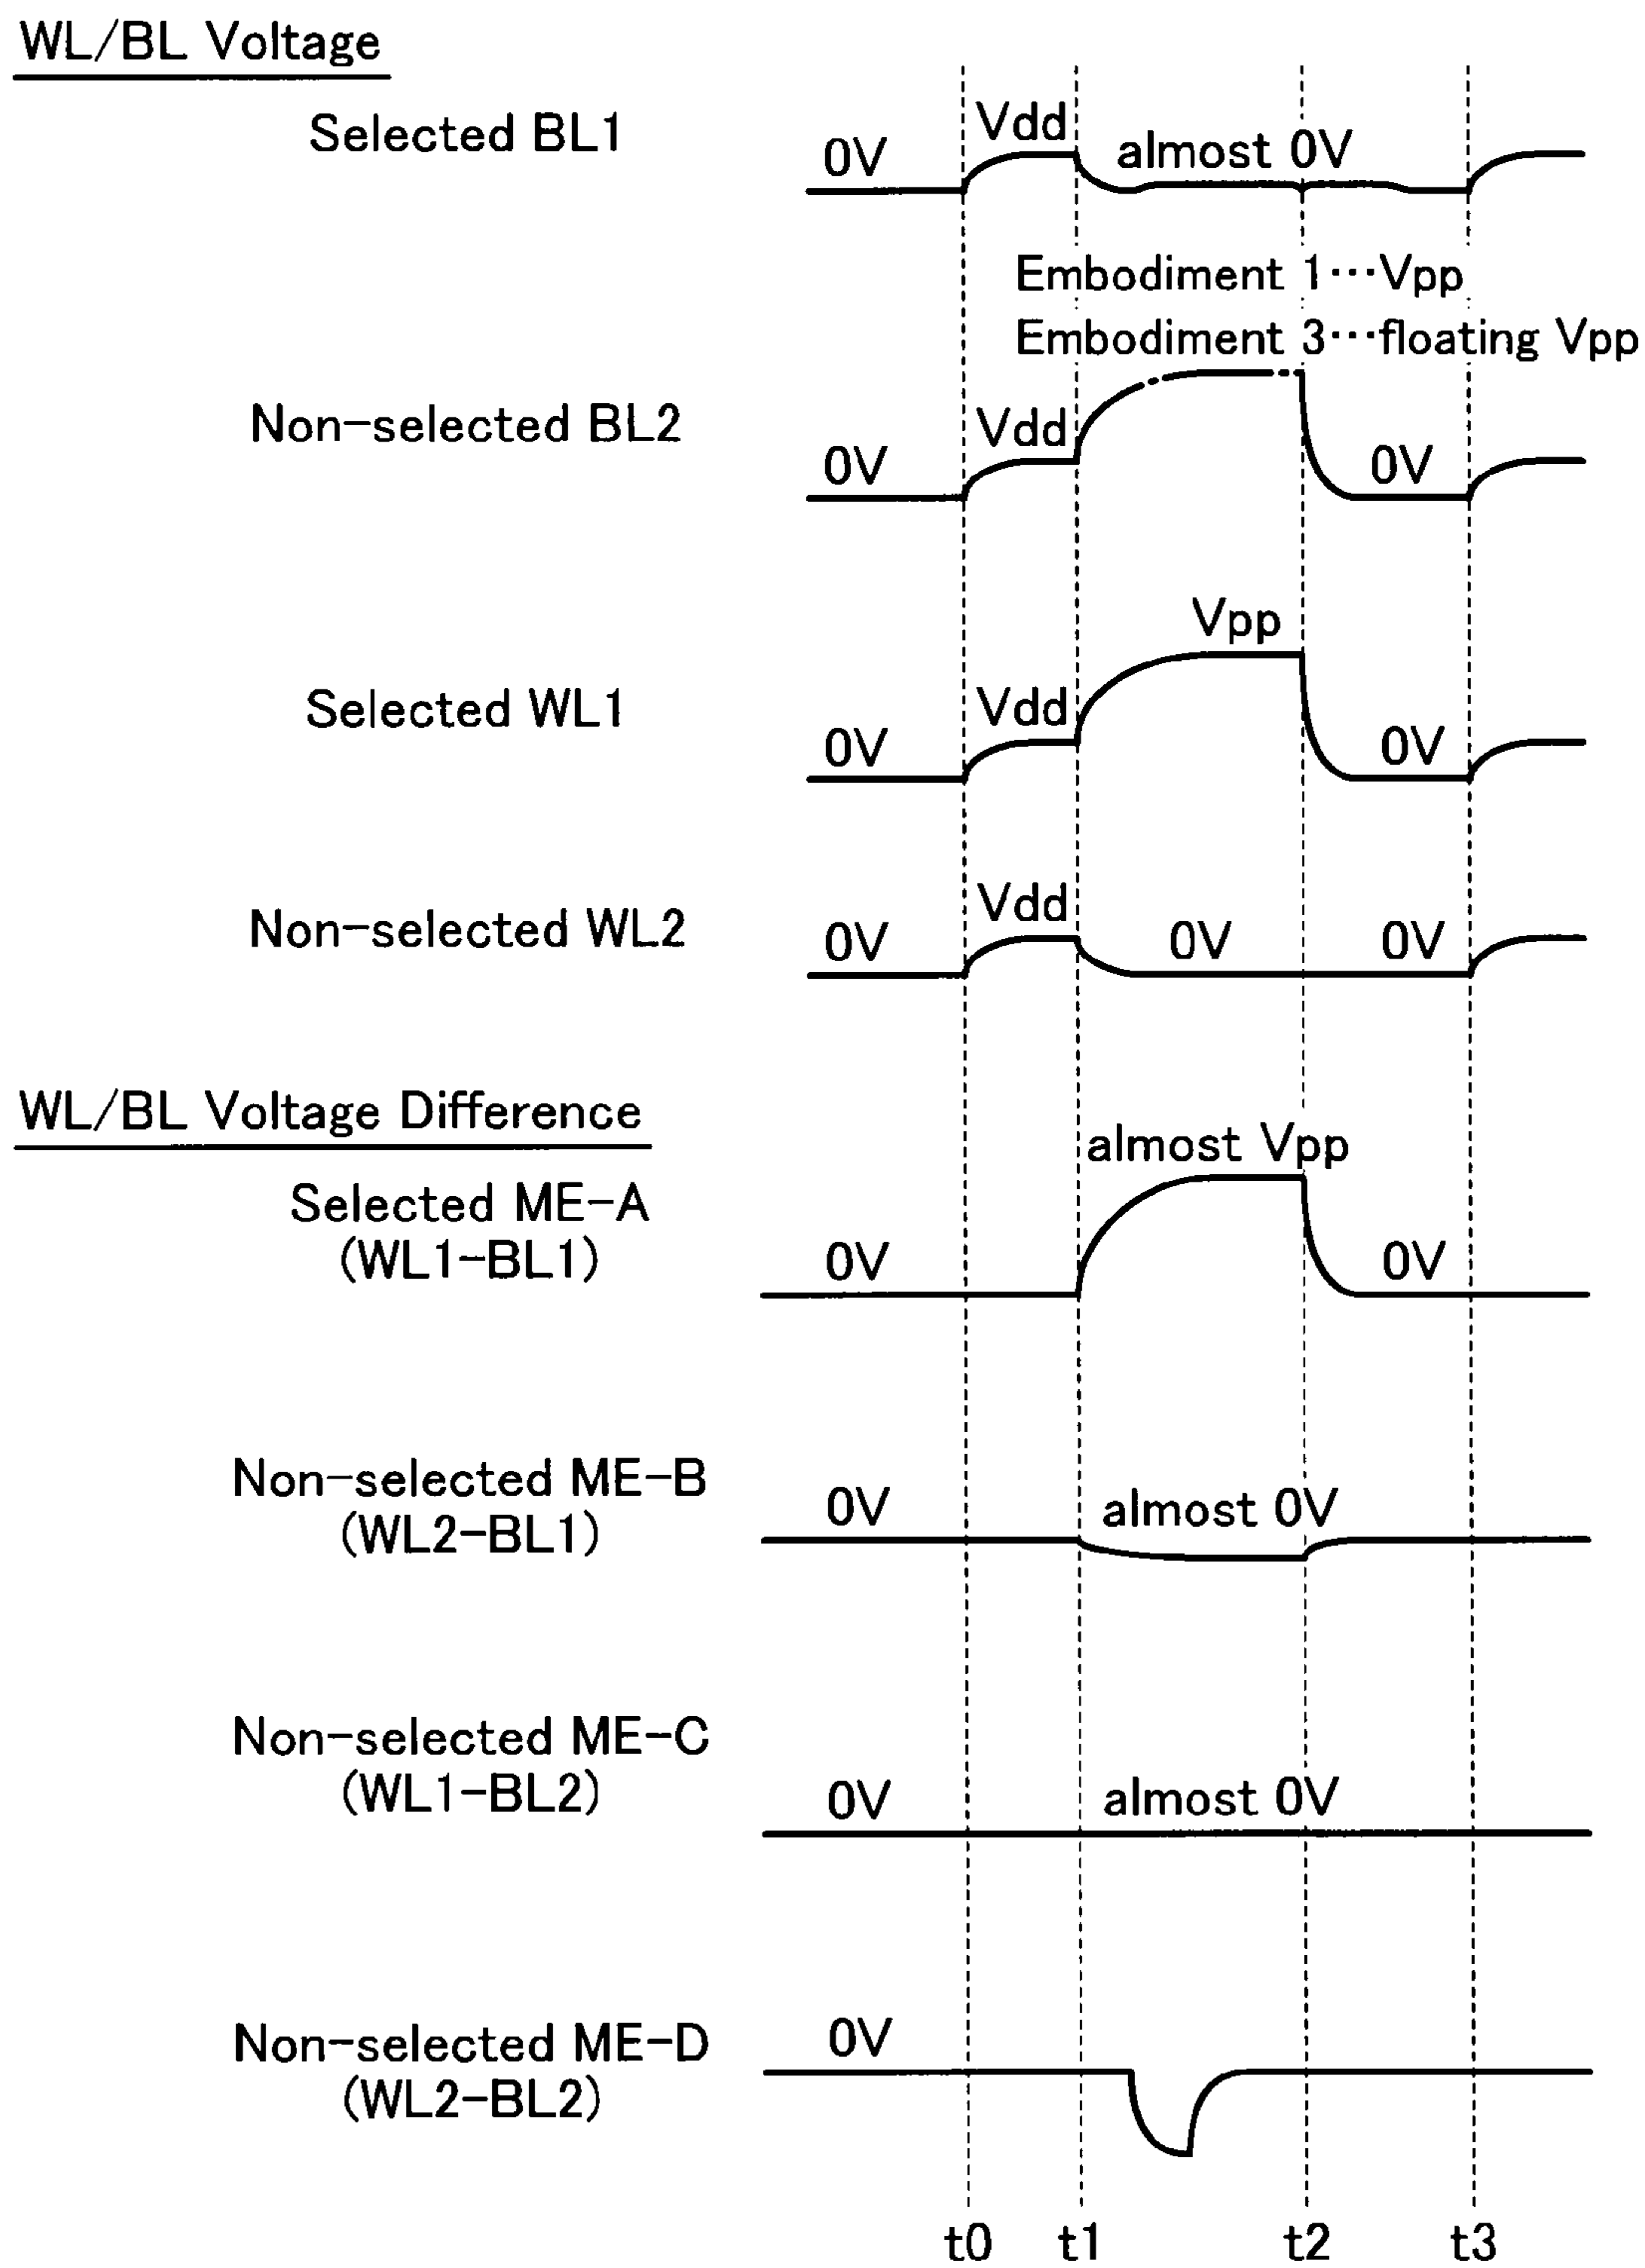 WL/BL Voltage
Selected BL1
0V
Vdd
almost 0V
Embodiment 1···Vpp
Embodiment 3···floating Vpp
Non-selected BL2
0V
Vdd
0V
Selected WL1
0V
Vdd
Vpp
0V
Non-selected WL2
0V
Vdd
0V
0V
WL/BL Voltage Difference
Selected ME-A
(WL1-BL1)
0V
almost Vpp
0V
Non-selected ME-B
(WL2-BL1)
0V
almost 0V
Non-selected ME-C
(WL1-BL2)
0V
almost 0V
Non-selected ME-D
(WL2-BL2)
0V
t0 t1 t2 t3